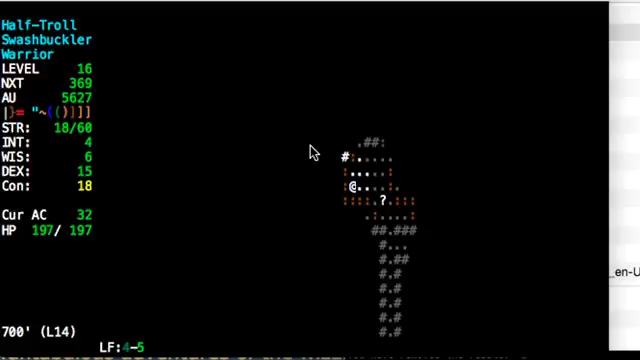 Half-Troll
Swashbuckler
Warrior
LEVEL 16
NXT 369
AU 5627
|}= "~(()]]]
STR: 18/60
INT: 4
WIS: 6
DEX: 15
Con: 18
Cur AC 32
HP 197/ 197
.##:
#:.....
:....:
:@...:.
::::.?.:::
.:....:
##.###
#...
#.##
#.#
#.#
#.#
#.#
#.#
_en-U
700' (L14)
LF:4-5